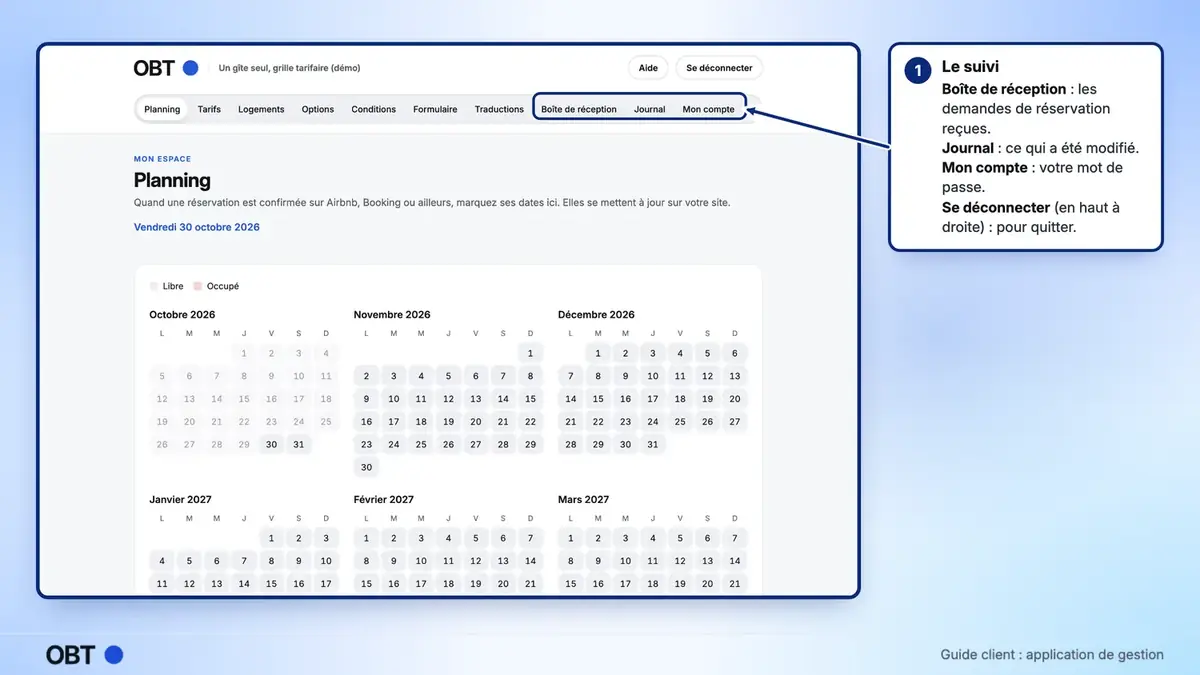 OBT
Un gîte seul, grille tarifaire (démo)
Aide
Se déconnecter
Planning
Tarifs
Logements
Options
Conditions
Formulaire
Traductions
Boîte de réception
Journal
Mon compte
MON ESPACE
Planning
Quand une réservation est confirmée sur Airbnb, Booking ou ailleurs, marquez ses dates ici. Elles se mettent à jour sur votre site.
Vendredi 30 octobre 2026
Libre
Occupé
Octobre 2026
L M M J V S D
1 2 3 4
5 6 7 8 9 10 11
12 13 14 15 16 17 18
19 20 21 22 23 24 25
26 27 28 29 30 31
Novembre 2026
L M M J V S D
1
2 3 4 5 6 7 8
9 10 11 12 13 14 15
16 17 18 19 20 21 22
23 24 25 26 27 28 29
30
Décembre 2026
L M M J V S D
1 2 3 4 5 6
7 8 9 10 11 12 13
14 15 16 17 18 19 20
21 22 23 24 25 26 27
28 29 30 31
Janvier 2027
L M M J V S D
1 2 3
4 5 6 7 8 9 10
11 12 13 14 15 16 17
Février 2027
L M M J V S D
1 2 3 4 5 6 7
8 9 10 11 12 13 14
15 16 17 18 19 20 21
Mars 2027
L M M J V S D
1 2 3 4 5 6 7
8 9 10 11 12 13 14
15 16 17 18 19 20 21
1
Le suivi
Boîte de réception : les
demandes de réservation
reçues.
Journal : ce qui a été modifié.
Mon compte : votre mot de
passe.
Se déconnecter (en haut à
droite) : pour quitter.
OBT
Guide client : application de gestion